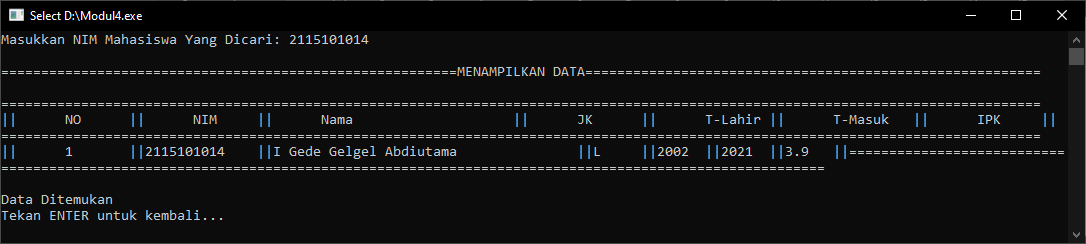 Select D:\Modul4.exe
Masukkan NIM Mahasiswa Yang Dicari: 2115101014
=========================================================MENAMPILKAN DATA=========================================================
==================================================================================================================================
|| NO || NIM || Nama || JK || T-Lahir || T-Masuk || IPK ||
==================================================================================================================================
|| 1 ||2115101014 ||I Gede Gelgel Abdiutama ||L ||2002 ||2021 ||3.9 ||===========================
=======================================================================================================
Data Ditemukan
Tekan ENTER untuk kembali...